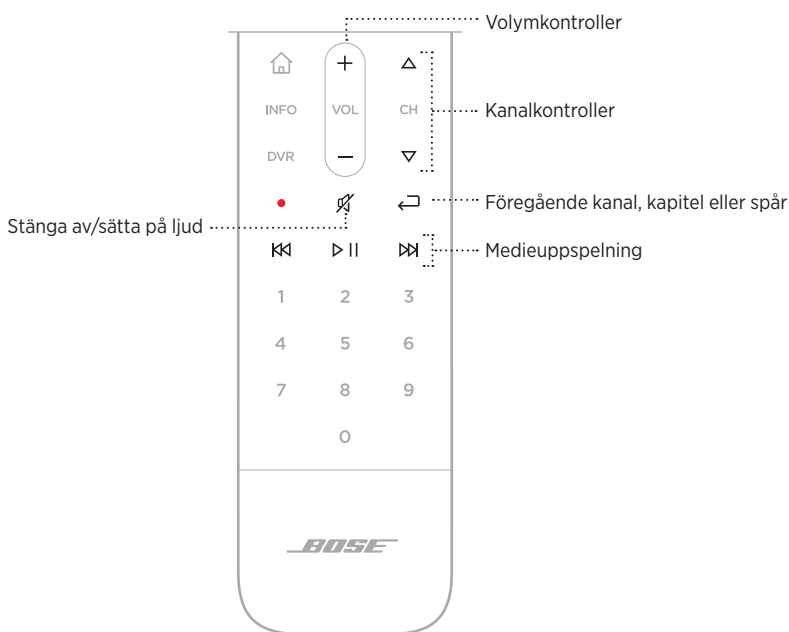 Volymkontroller
+
INFO VOL CH
Kanalkontroller
DVR −
Föregående kanal, kapitel eller spår
Stänga av/sätta på ljud
Medieuppspelning
1 2 3
4 5 6
7 8 9
0
BOSE